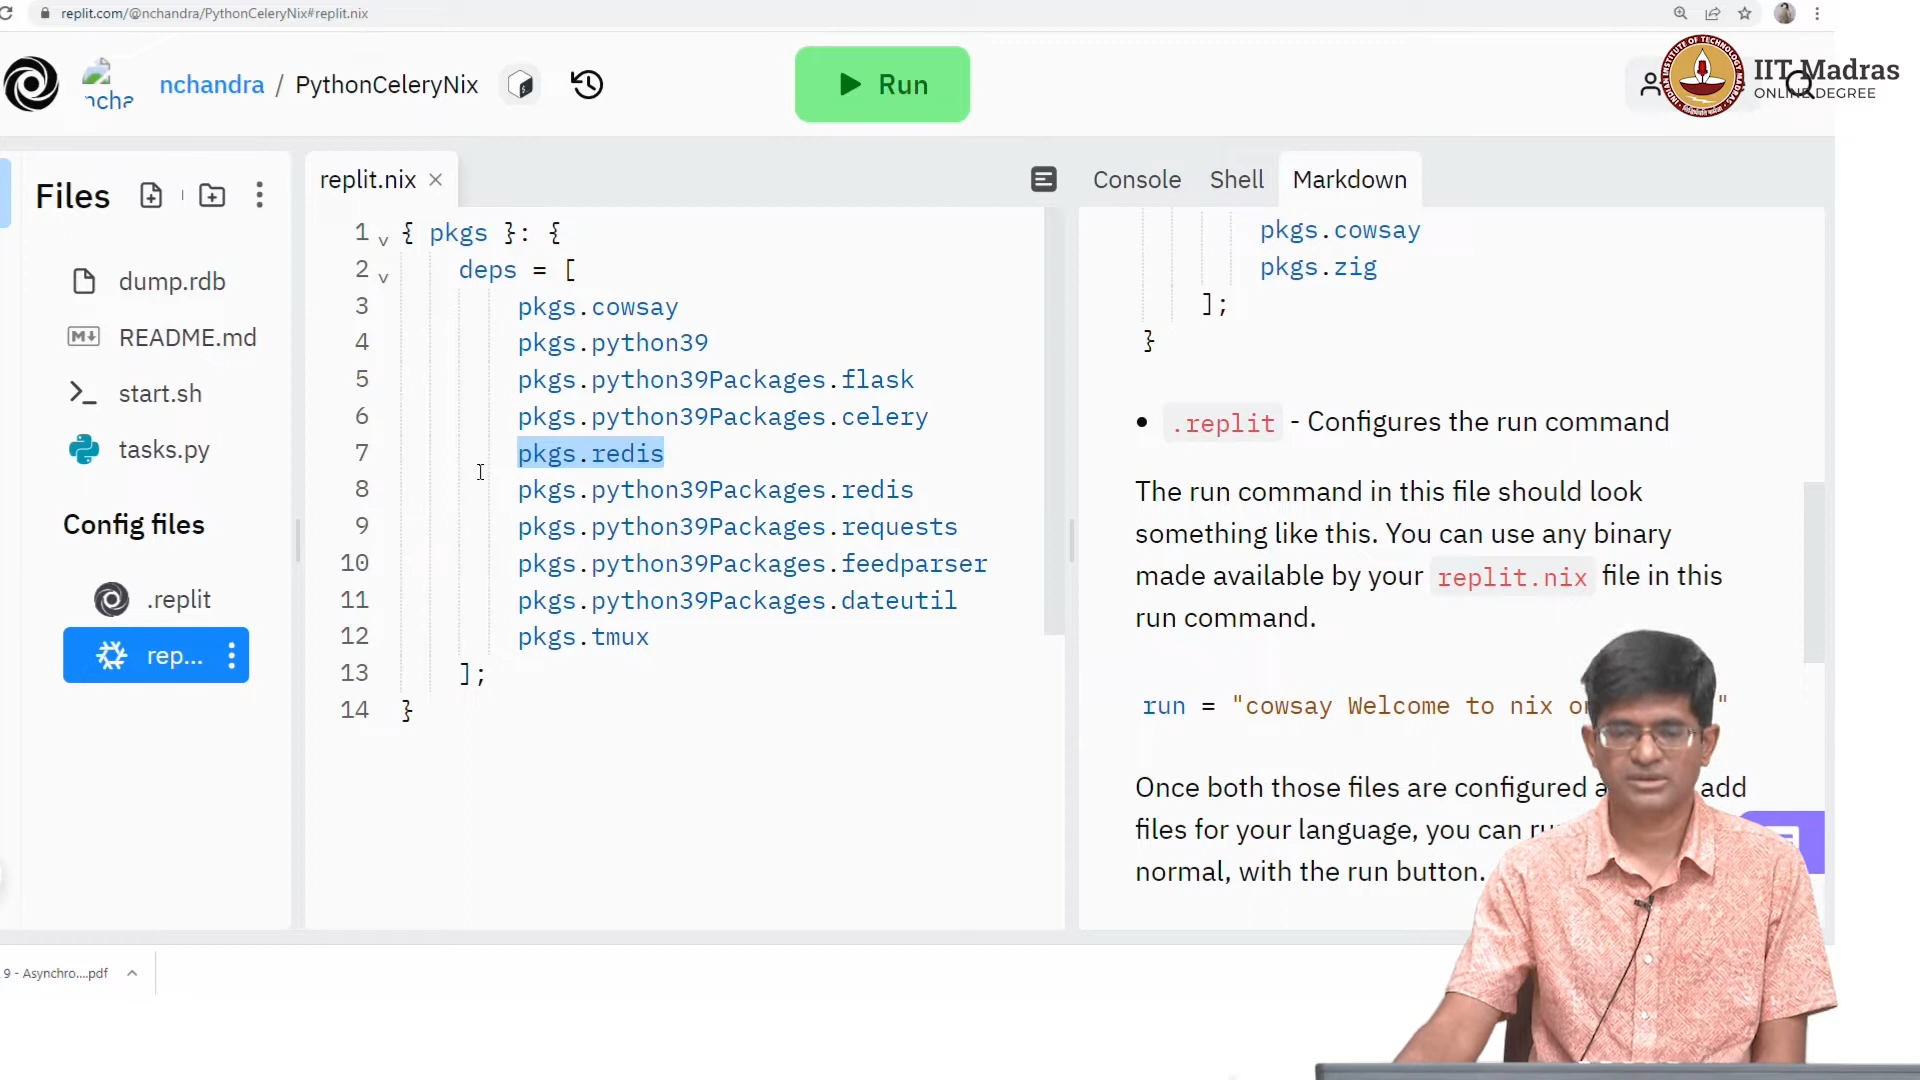 replit.com/@nchandra/PythonCeleryNix#replit.nix
ncha
nchandra / PythonCeleryNix
Run
IIT Madras
ONLINE DEGREE
Files
dump.rdb
README.md
start.sh
tasks.py
Config files
.replit
rep...
replit.nix
1 { pkgs }: {
2 deps = [
3 pkgs.cowsay
4 pkgs.python39
5 pkgs.python39Packages.flask
6 pkgs.python39Packages.celery
7 pkgs.redis
8 pkgs.python39Packages.redis
9 pkgs.python39Packages.requests
10 pkgs.python39Packages.feedparser
11 pkgs.python39Packages.dateutil
12 pkgs.tmux
13 ];
14 }
Console Shell Markdown
pkgs.cowsay
pkgs.zig
];
}
• .replit - Configures the run command
The run command in this file should look
something like this. You can use any binary
made available by your replit.nix file in this
run command.
run = "cowsay Welcome to nix "
Once both those files are configured add
files for your language, you can
normal, with the run button.
9 - Asynchro....pdf